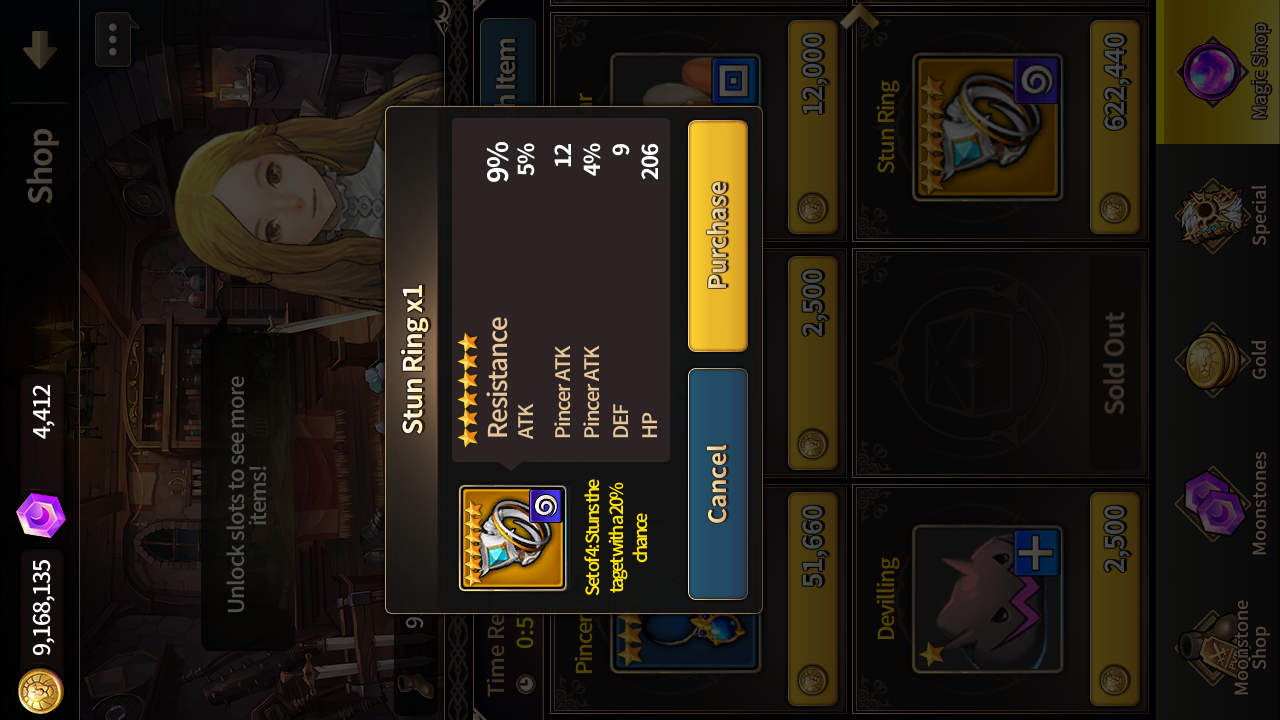 9,168,135
4,412
Shop
Unlock slots to see more
items!
Stun Ring x1
Resistance 9%
ATK 5%
Pincer ATK 12
Pincer ATK 4%
DEF 9
HP 206
Set of 4: Stuns the
taget with a 20%
chance
Cancel
Purchase
Time
Item
Pincer
51,660
2,500
12,000
Devilling
2,500
Sold Out
Stun Ring
622,440
Moonstone
Shop
Moonstones
Gold
Special
Magic Shop